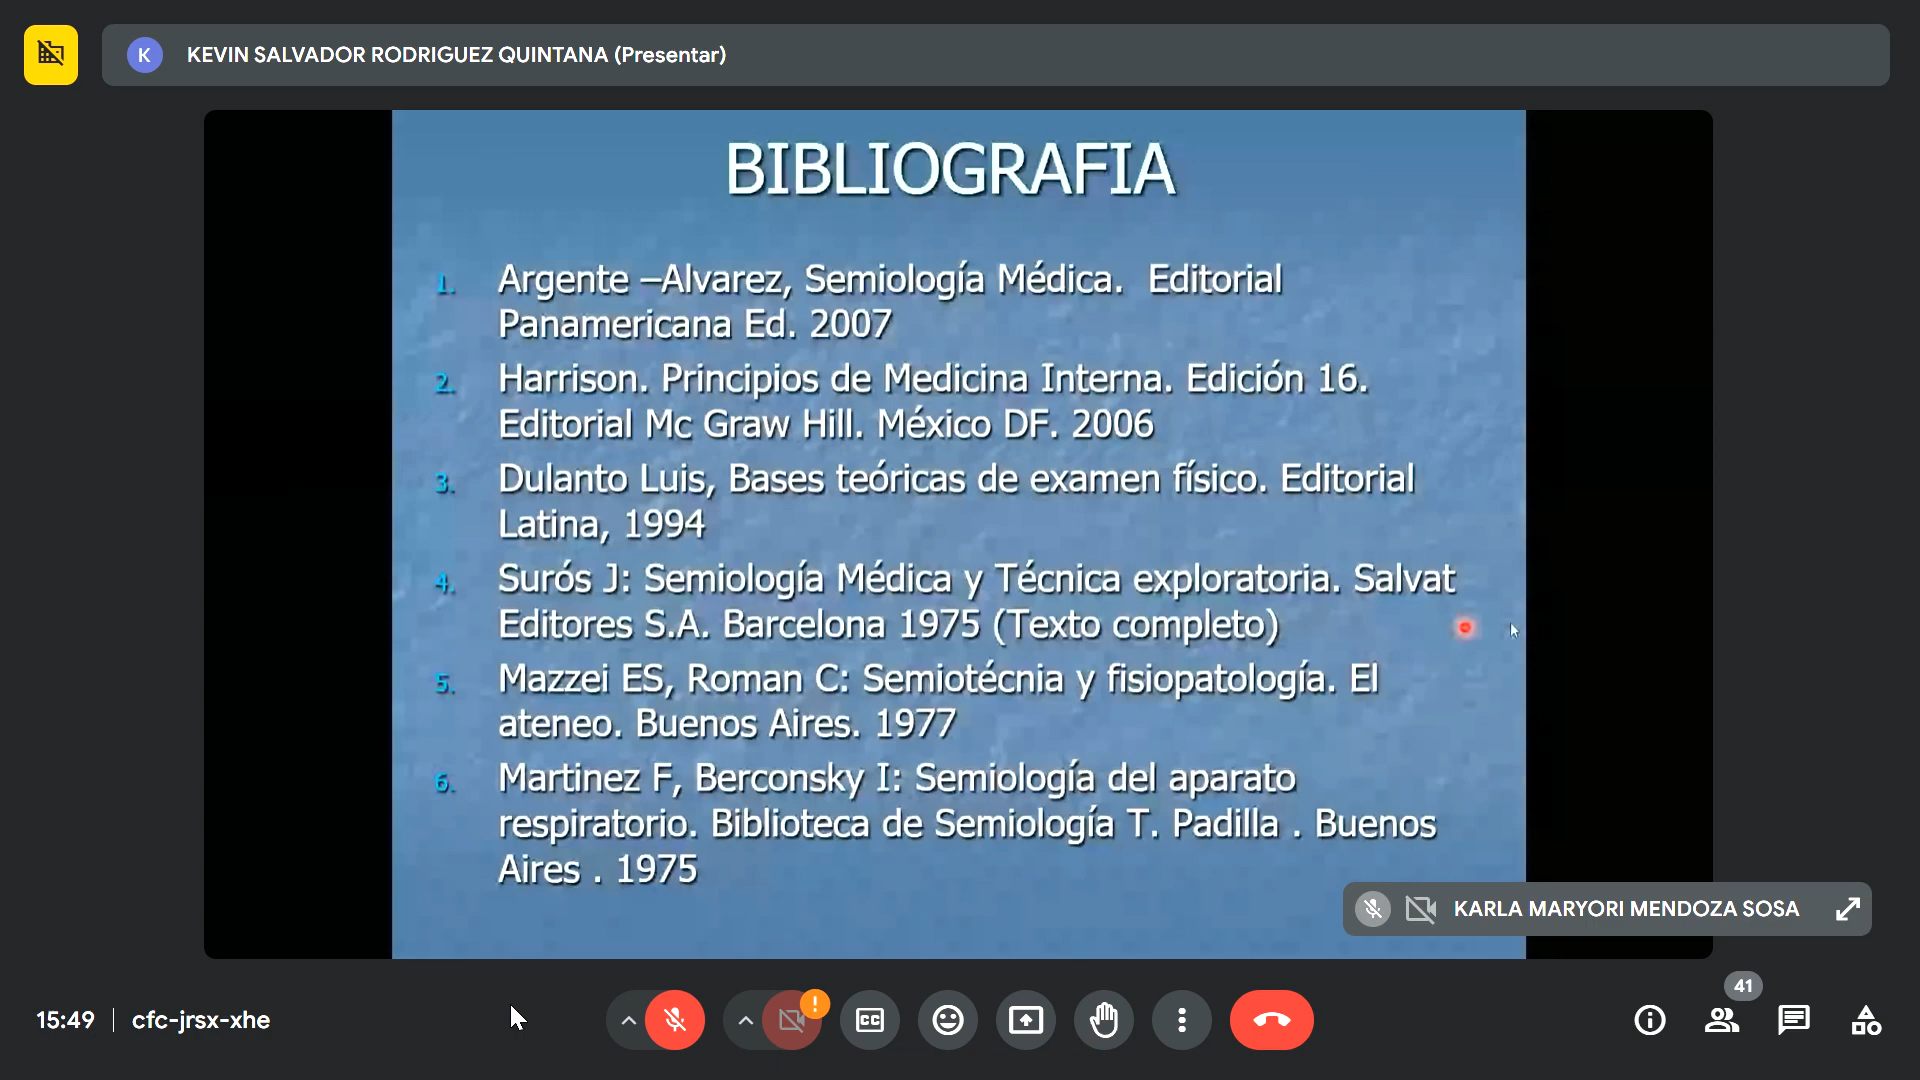 K KEVIN SALVADOR RODRIGUEZ QUINTANA (Presentar)
BIBLIOGRAFIA
1. Argente –Alvarez, Semiología Médica. Editorial
Panamericana Ed. 2007
2. Harrison. Principios de Medicina Interna. Edición 16.
Editorial Mc Graw Hill. México DF. 2006
3. Dulanto Luis, Bases teóricas de examen físico. Editorial
Latina, 1994
4. Surós J: Semiología Médica y Técnica exploratoria. Salvat
Editores S.A. Barcelona 1975 (Texto completo)
5. Mazzei ES, Roman C: Semiotécnia y fisiopatología. El
ateneo. Buenos Aires. 1977
6. Martinez F, Berconsky I: Semiología del aparato
respiratorio. Biblioteca de Semiología T. Padilla . Buenos
Aires . 1975
KARLA MARYORI MENDOZA SOSA
15:49 | cfc-jrsx-xhe
!
CC
41